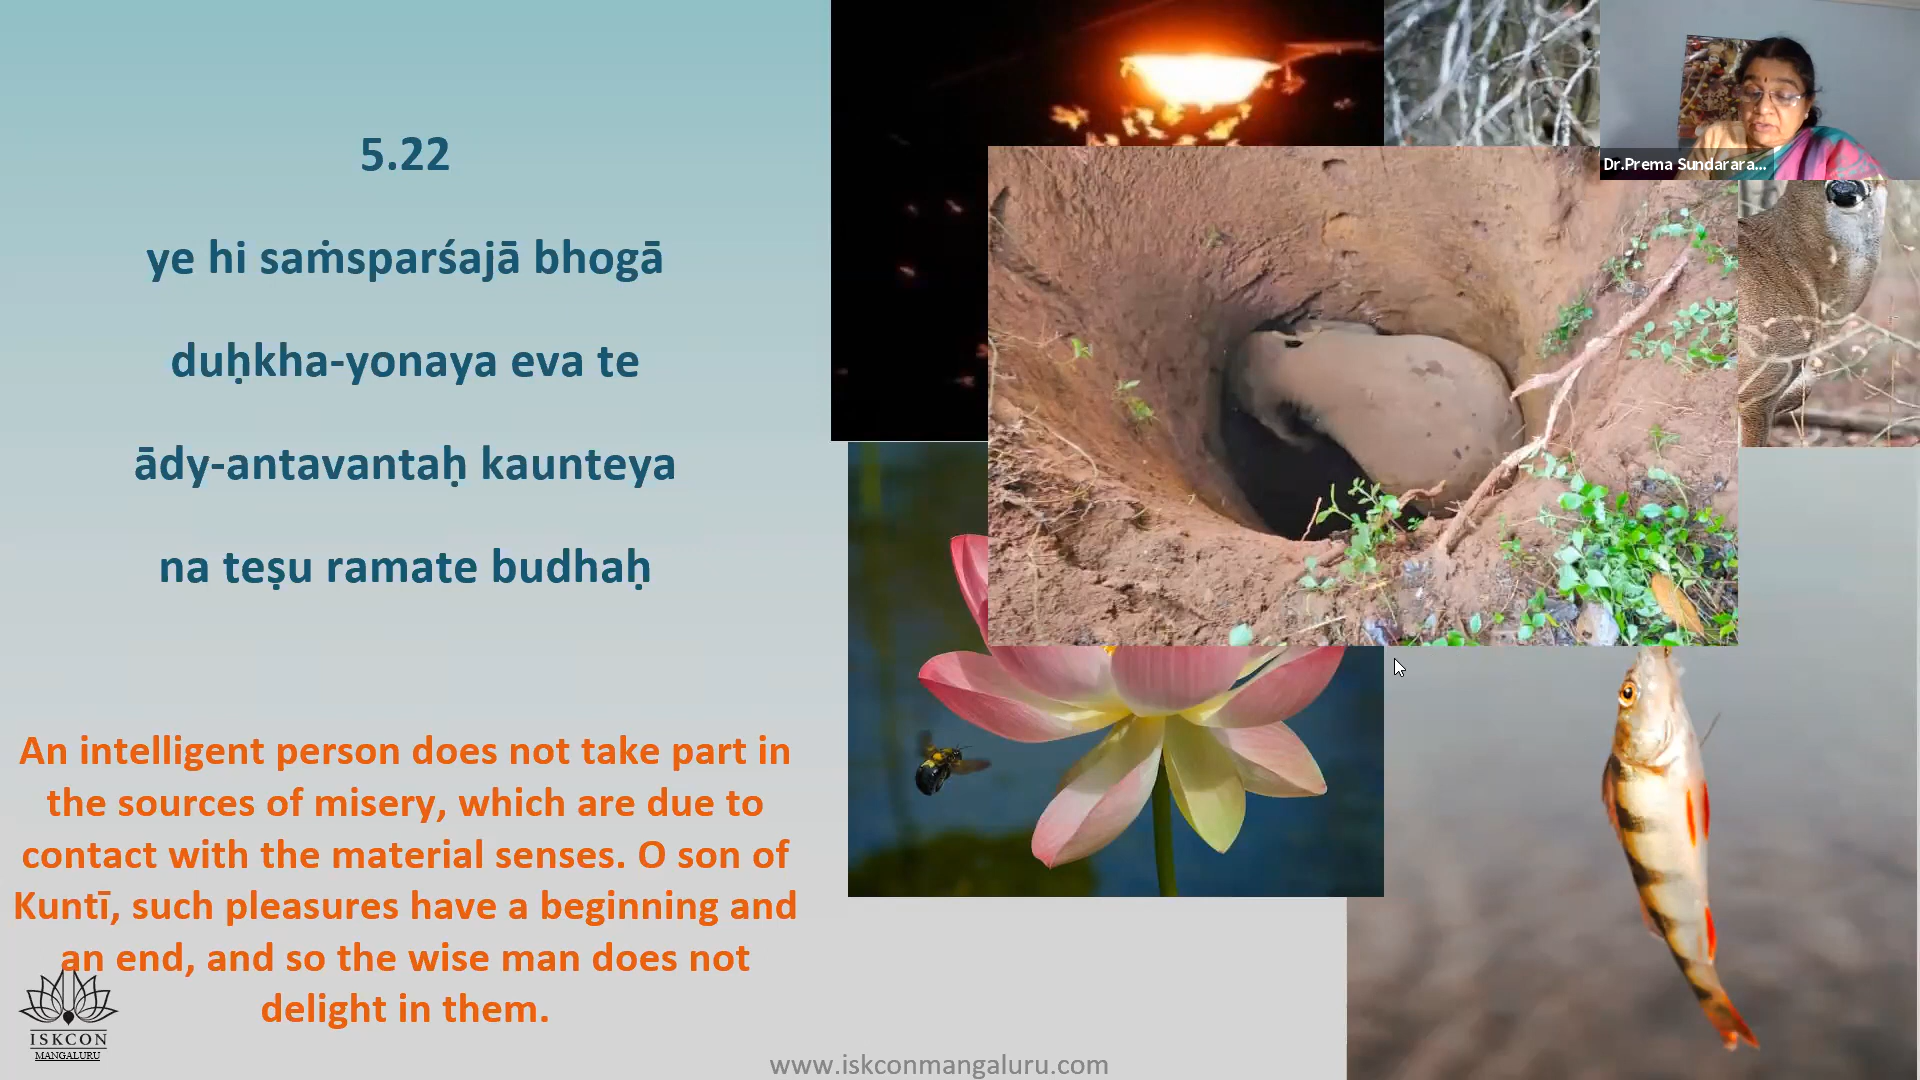 5.22
ye hi saṁsparśajā bhogā
duḥkha-yonaya eva te
ādy-antavantaḥ kaunteya
na teṣu ramate budhaḥ
An intelligent person does not take part in
the sources of misery, which are due to
contact with the material senses. O son of
Kuntī, such pleasures have a beginning and
an end, and so the wise man does not
delight in them.
ISKCON
MANGALURU
www.iskconmangaluru.com
Dr.Prema Sundarara...